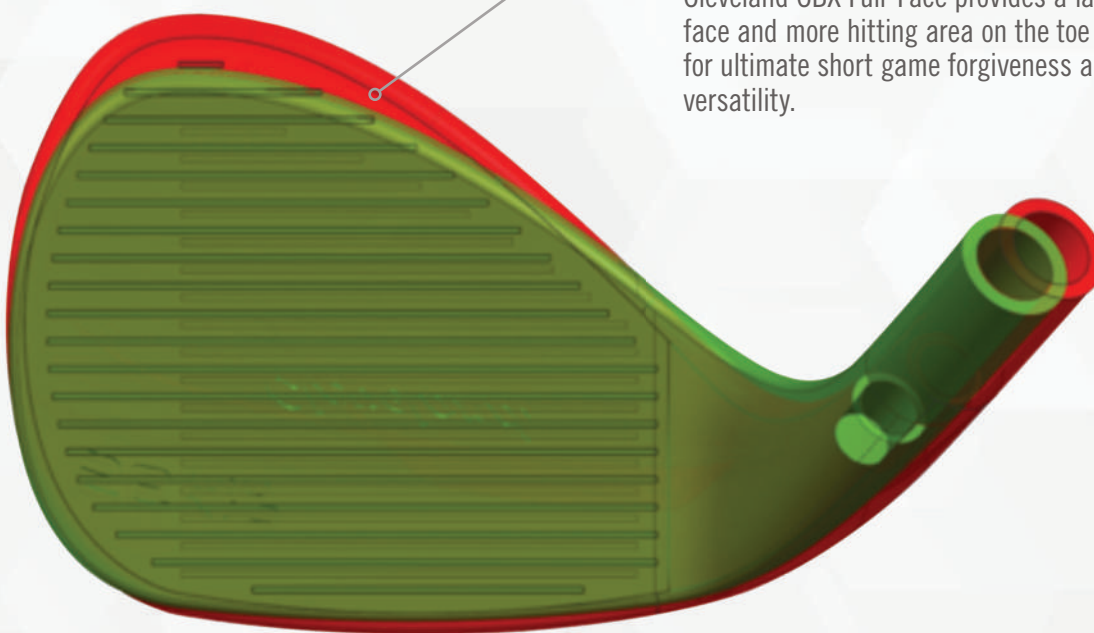 Cleveland CBX Full-Face provides a
face and more hitting area on the toe
for ultimate short game forgiveness
versatility.